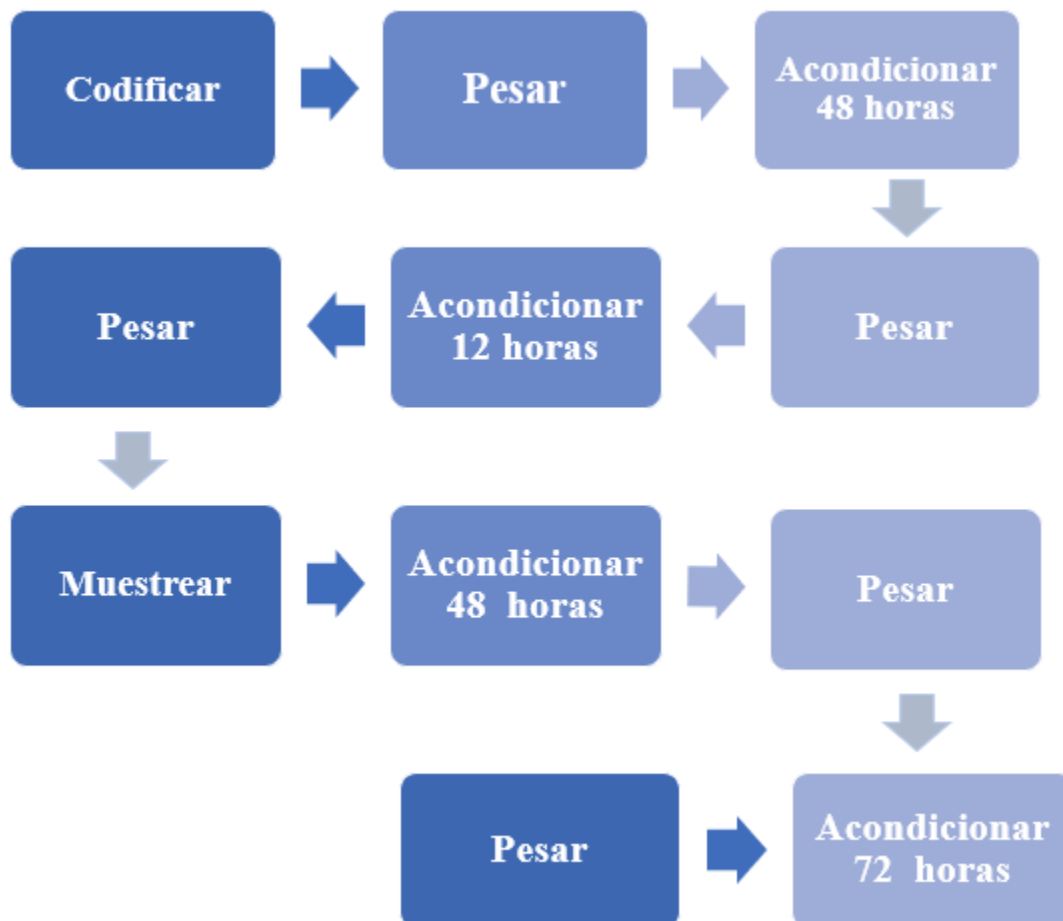 Codificar
Pesar
Acondicionar
48 horas
Pesar
Acondicionar
12 horas
Pesar
Muestrear
Acondicionar
48  horas
Pesar
Pesar
Acondicionar
72  horas